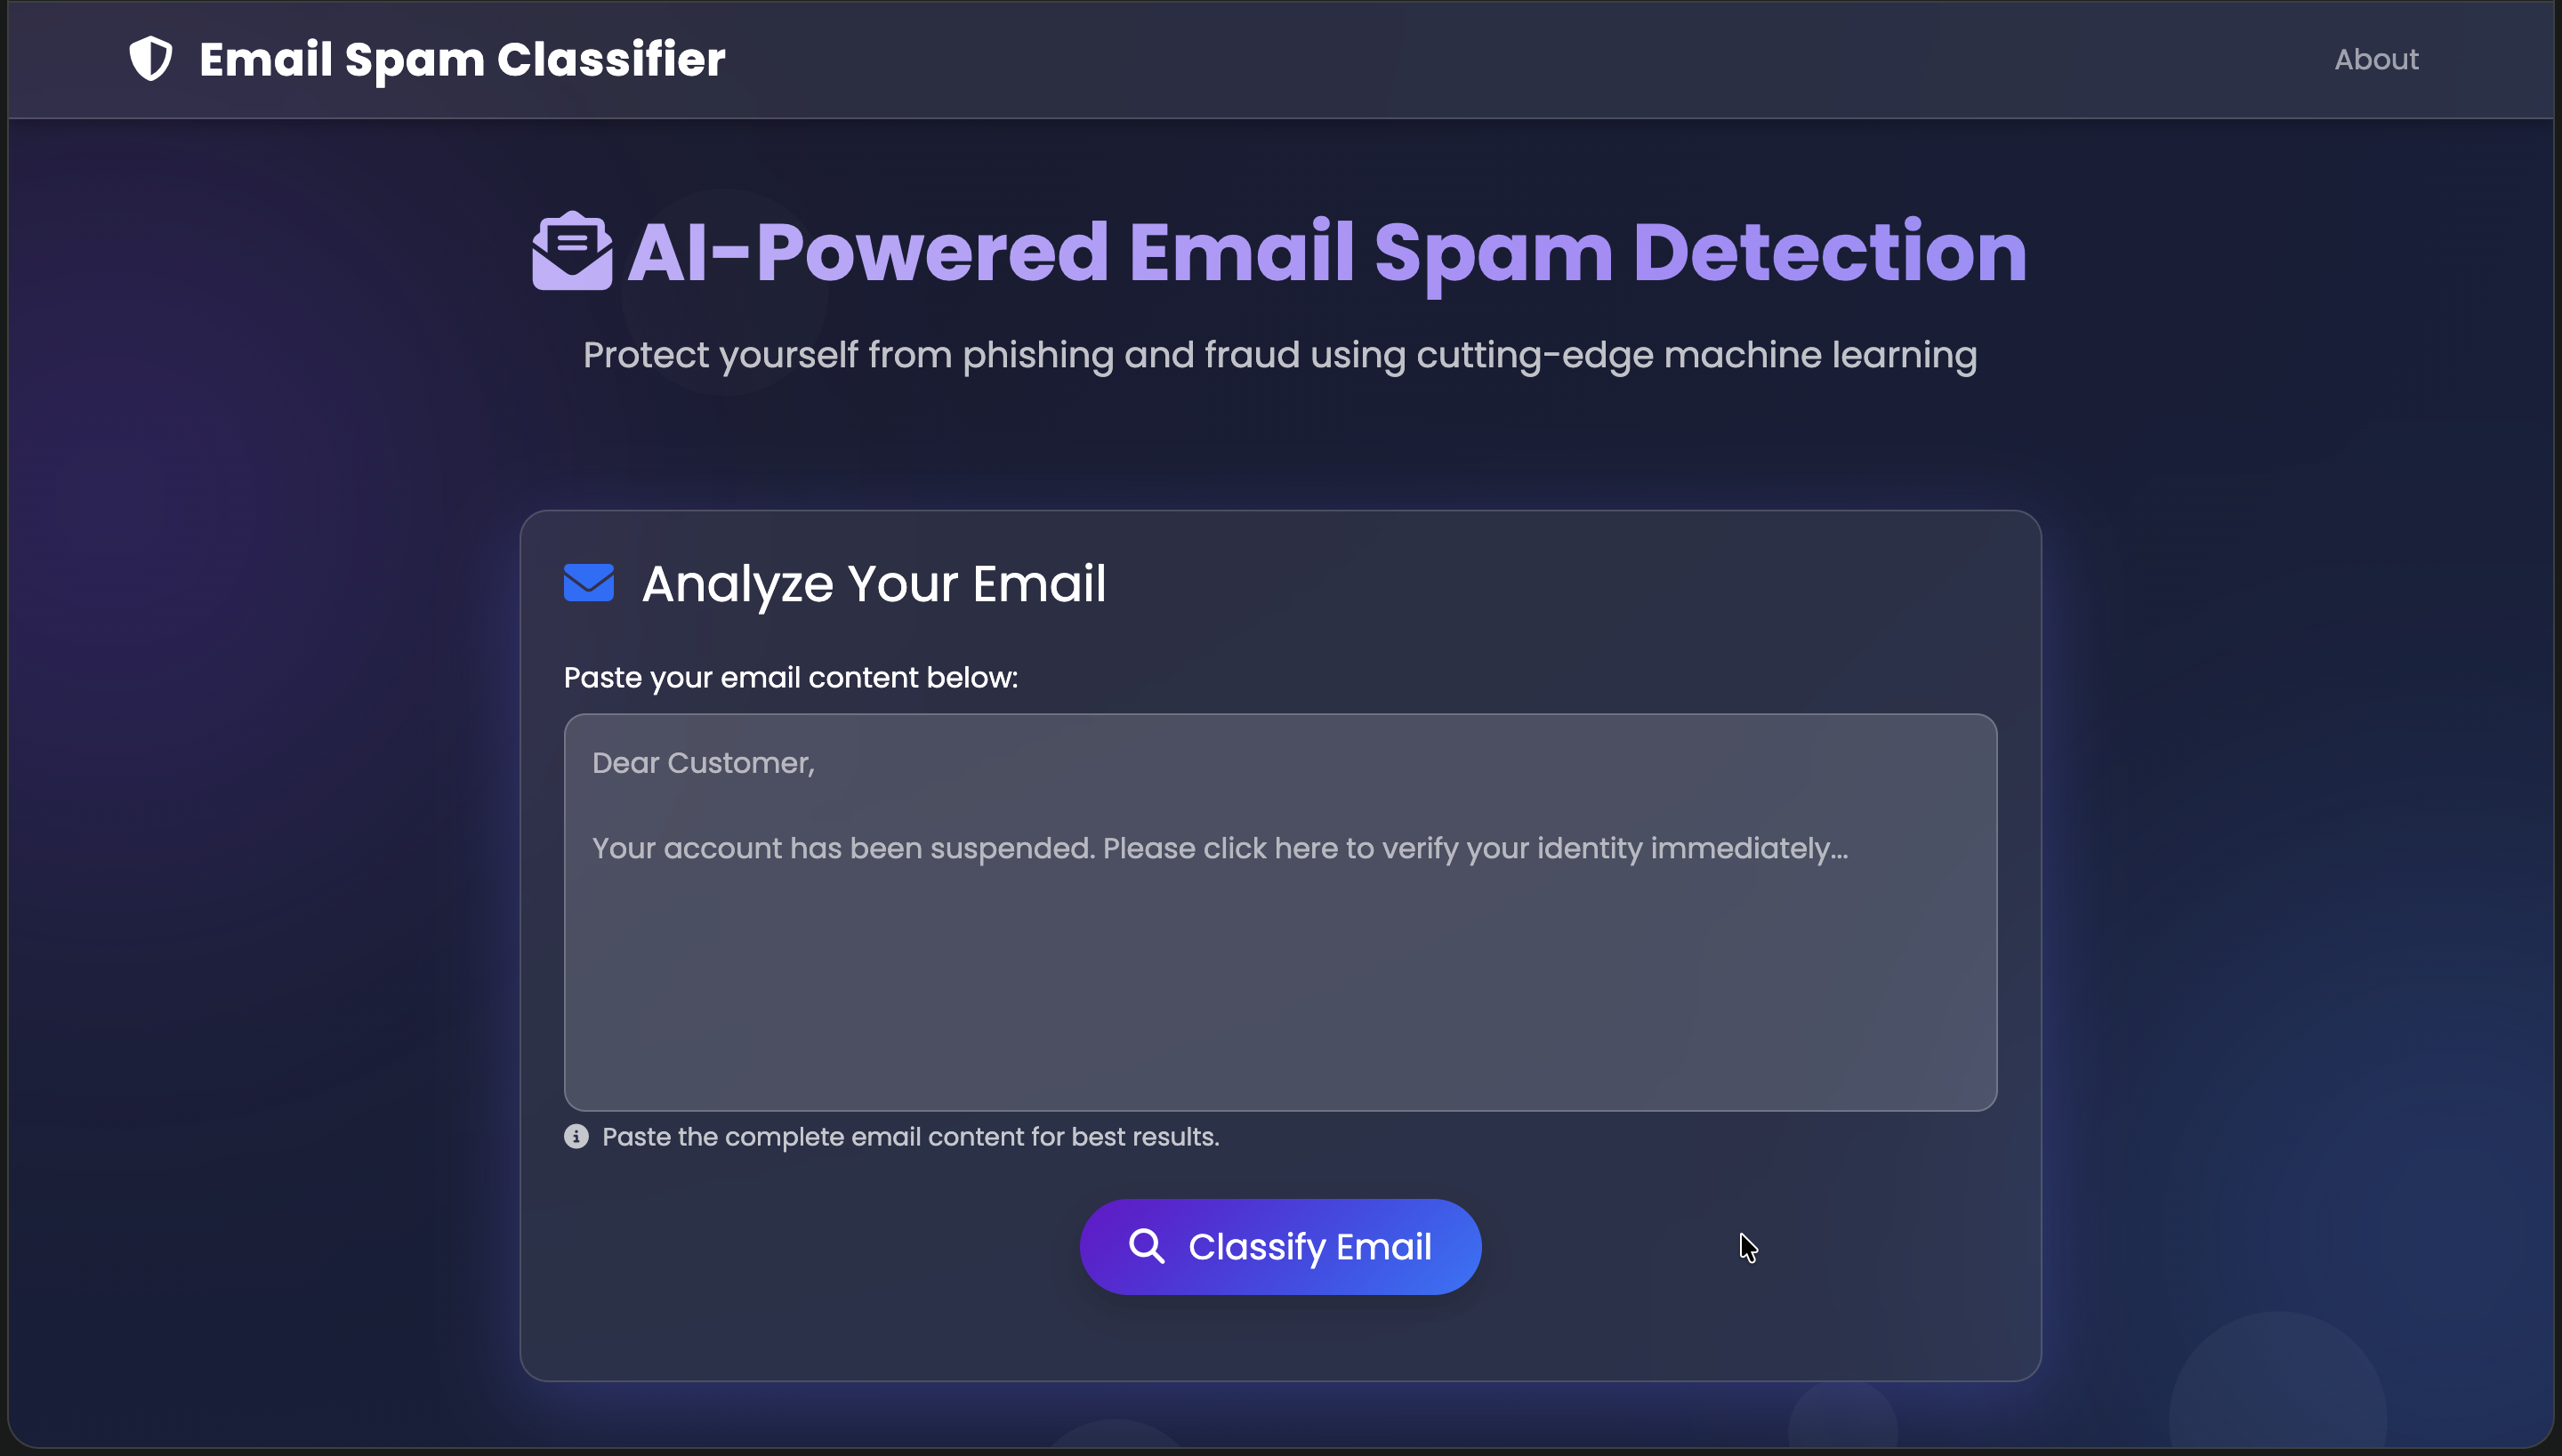 Email Spam Classifier
About
AI-Powered Email Spam Detection
Protect yourself from phishing and fraud using cutting-edge machine learning
Analyze Your Email
Paste your email content below:
Dear Customer,
Your account has been suspended. Please click here to verify your identity immediately...
Paste the complete email content for best results.
Classify Email